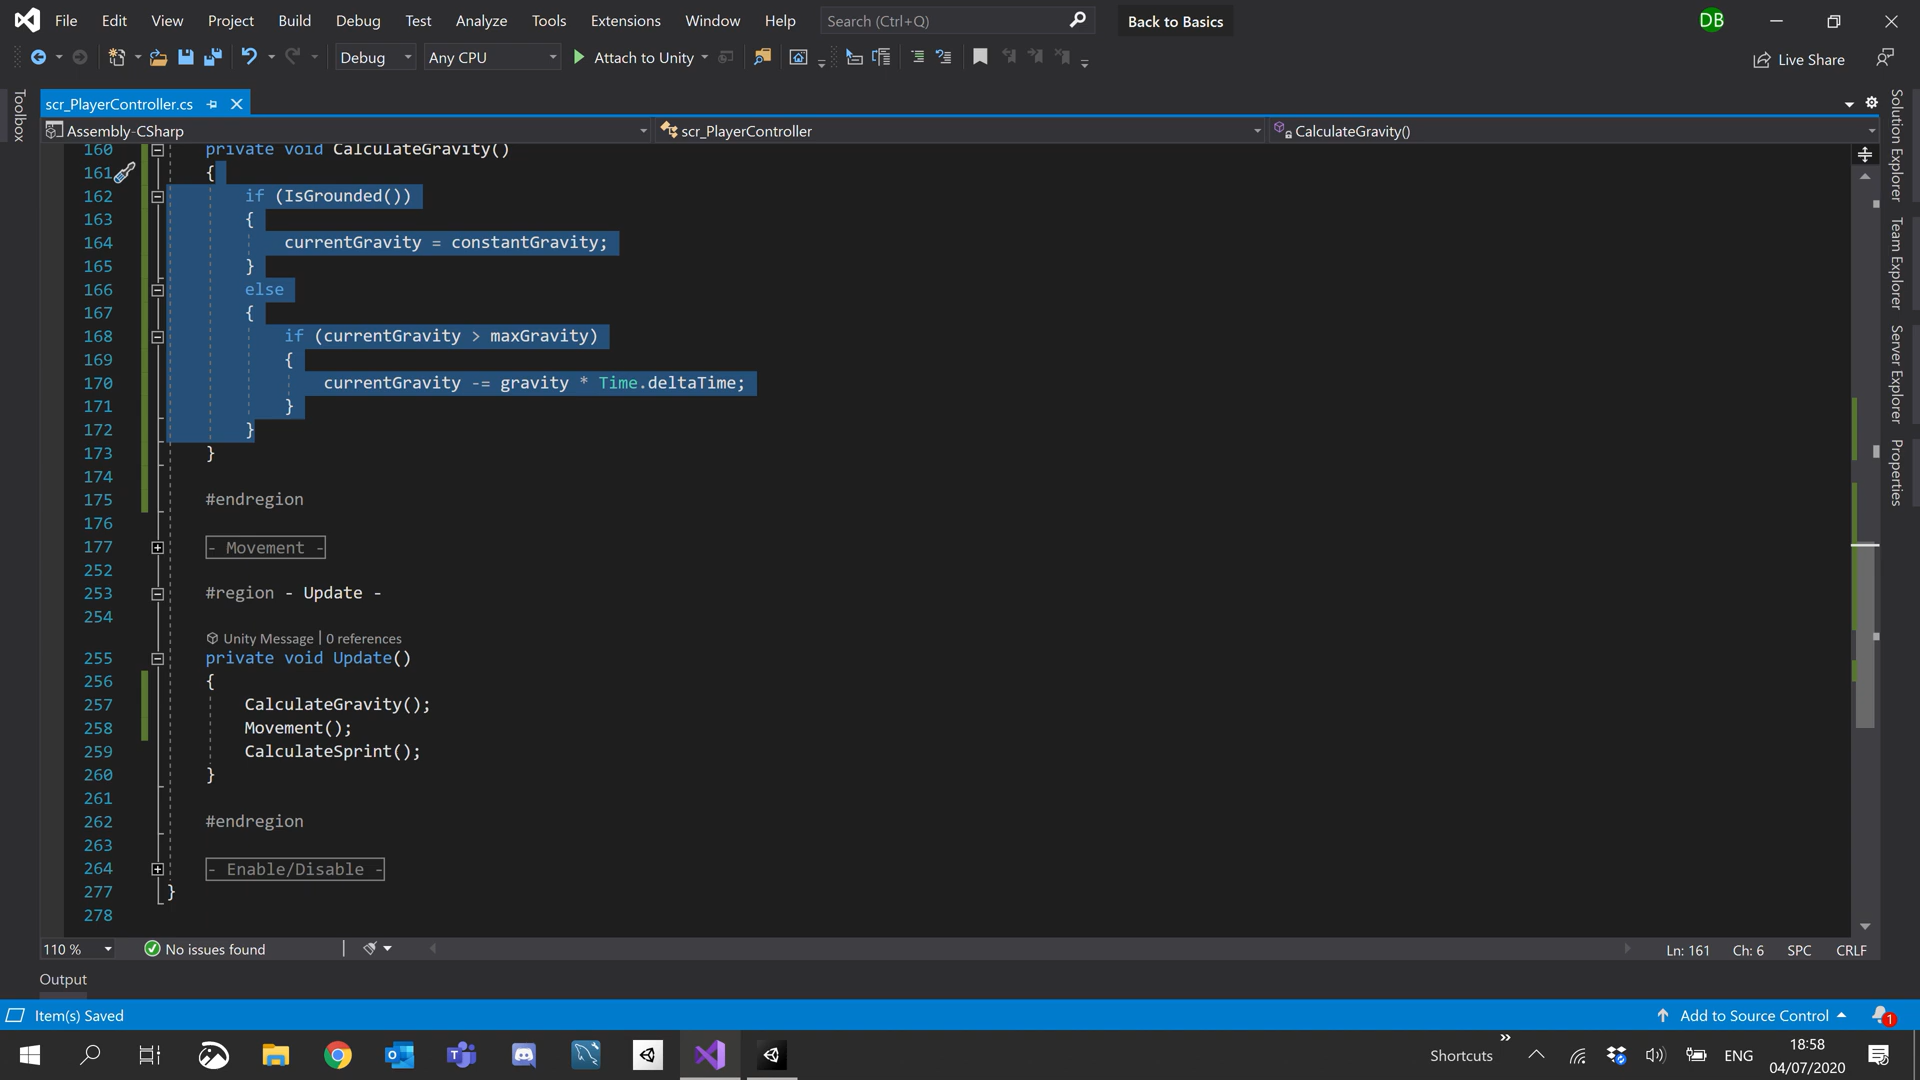 File Edit View Project Build Debug Test Analyze Tools Extensions Window Help Search (Ctrl+Q) Back to Basics DB
Debug Any CPU Attach to Unity Live Share
Toolbox
scr_PlayerController.cs
Assembly-CSharp scr_PlayerController CalculateGravity()
160 private void CalculateGravity()
161 {
162 if (IsGrounded())
163 {
164 currentGravity = constantGravity;
165 }
166 else
167 {
168 if (currentGravity > maxGravity)
169 {
170 currentGravity -= gravity * Time.deltaTime;
171 }
172 }
173 }
174
175 #endregion
176
177 - Movement -
252
253 #region - Update -
254
Unity Message | 0 references
255 private void Update()
256 {
257 CalculateGravity();
258 Movement();
259 CalculateSprint();
260 }
261
262 #endregion
263
264 - Enable/Disable -
277 }
278
Solution Explorer
Team Explorer
Server Explorer
Properties
110 % No issues found Ln: 161 Ch: 6 SPC CRLF
Output
Item(s) Saved Add to Source Control 1
Shortcuts ENG 18:58
04/07/2020